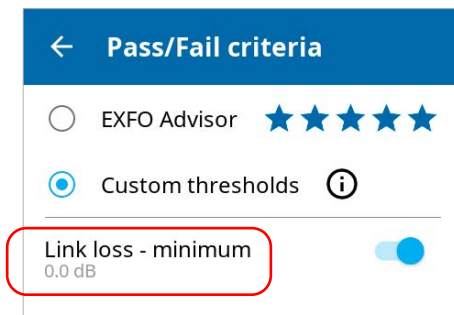 Pass/Fail criteria
EXFO Advisor
Custom thresholds
Link loss - minimum
0.0 dB